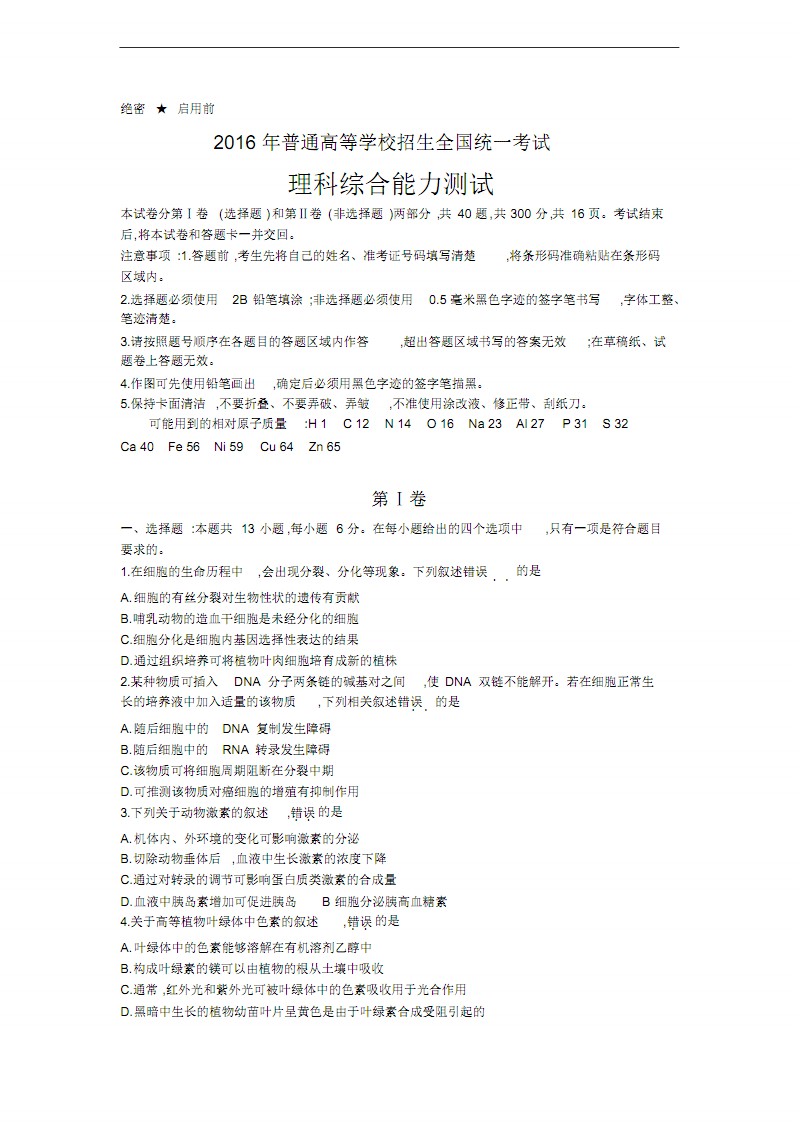 绝密 ★ 启用前
2016 年普通高等学校招生全国统一考试
理科综合能力测试
本试卷分第Ⅰ卷 (选择题 )和第Ⅱ卷 (非选择题 )两部分 ,共 40 题,共 300 分,共 16 页。考试结束
后,将本试卷和答题卡一并交回。
注意事项 :1.答题前 ,考生先将自己的姓名、准考证号码填写清楚 ,将条形码准确粘贴在条形码
区域内。
2.选择题必须使用 2B 铅笔填涂 ;非选择题必须使用 0.5 毫米黑色字迹的签字笔书写 ,字体工整、
笔迹清楚。
3.请按照题号顺序在各题目的答题区域内作答 ,超出答题区域书写的答案无效 ;在草稿纸、试
题卷上答题无效。
4.作图可先使用铅笔画出 ,确定后必须用黑色字迹的签字笔描黑。
5.保持卡面清洁 ,不要折叠、不要弄破、弄皱 ,不准使用涂改液、修正带、刮纸刀。
可能用到的相对原子质量 :H 1 C 12 N 14 O 16 Na 23 Al 27 P 31 S 32
Ca 40 Fe 56 Ni 59 Cu 64 Zn 65
第Ⅰ卷
一、选择题 :本题共 13 小题,每小题 6 分。在每小题给出的四个选项中 ,只有一项是符合题目
要求的。
1.在细胞的生命历程中 ,会出现分裂、分化等现象。下列叙述错误 的是
A.细胞的有丝分裂对生物性状的遗传有贡献
B.哺乳动物的造血干细胞是未经分化的细胞
C.细胞分化是细胞内基因选择性表达的结果
D.通过组织培养可将植物叶肉细胞培育成新的植株
2.某种物质可插入 DNA 分子两条链的碱基对之间 ,使 DNA 双链不能解开。若在细胞正常生
长的培养液中加入适量的该物质 ,下列相关叙述错误 的是
A.随后细胞中的 DNA 复制发生障碍
B.随后细胞中的 RNA 转录发生障碍
C.该物质可将细胞周期阻断在分裂中期
D.可推测该物质对癌细胞的增殖有抑制作用
3.下列关于动物激素的叙述 ,错误的是
A.机体内、外环境的变化可影响激素的分泌
B.切除动物垂体后 ,血液中生长激素的浓度下降
C.通过对转录的调节可影响蛋白质类激素的合成量
D.血液中胰岛素增加可促进胰岛 B 细胞分泌胰高血糖素
4.关于高等植物叶绿体中色素的叙述 ,错误的是
A.叶绿体中的色素能够溶解在有机溶剂乙醇中
B.构成叶绿素的镁可以由植物的根从土壤中吸收
C.通常 ,红外光和紫外光可被叶绿体中的色素吸收用于光合作用
D.黑暗中生长的植物幼苗叶片呈黄色是由于叶绿素合成受阻引起的